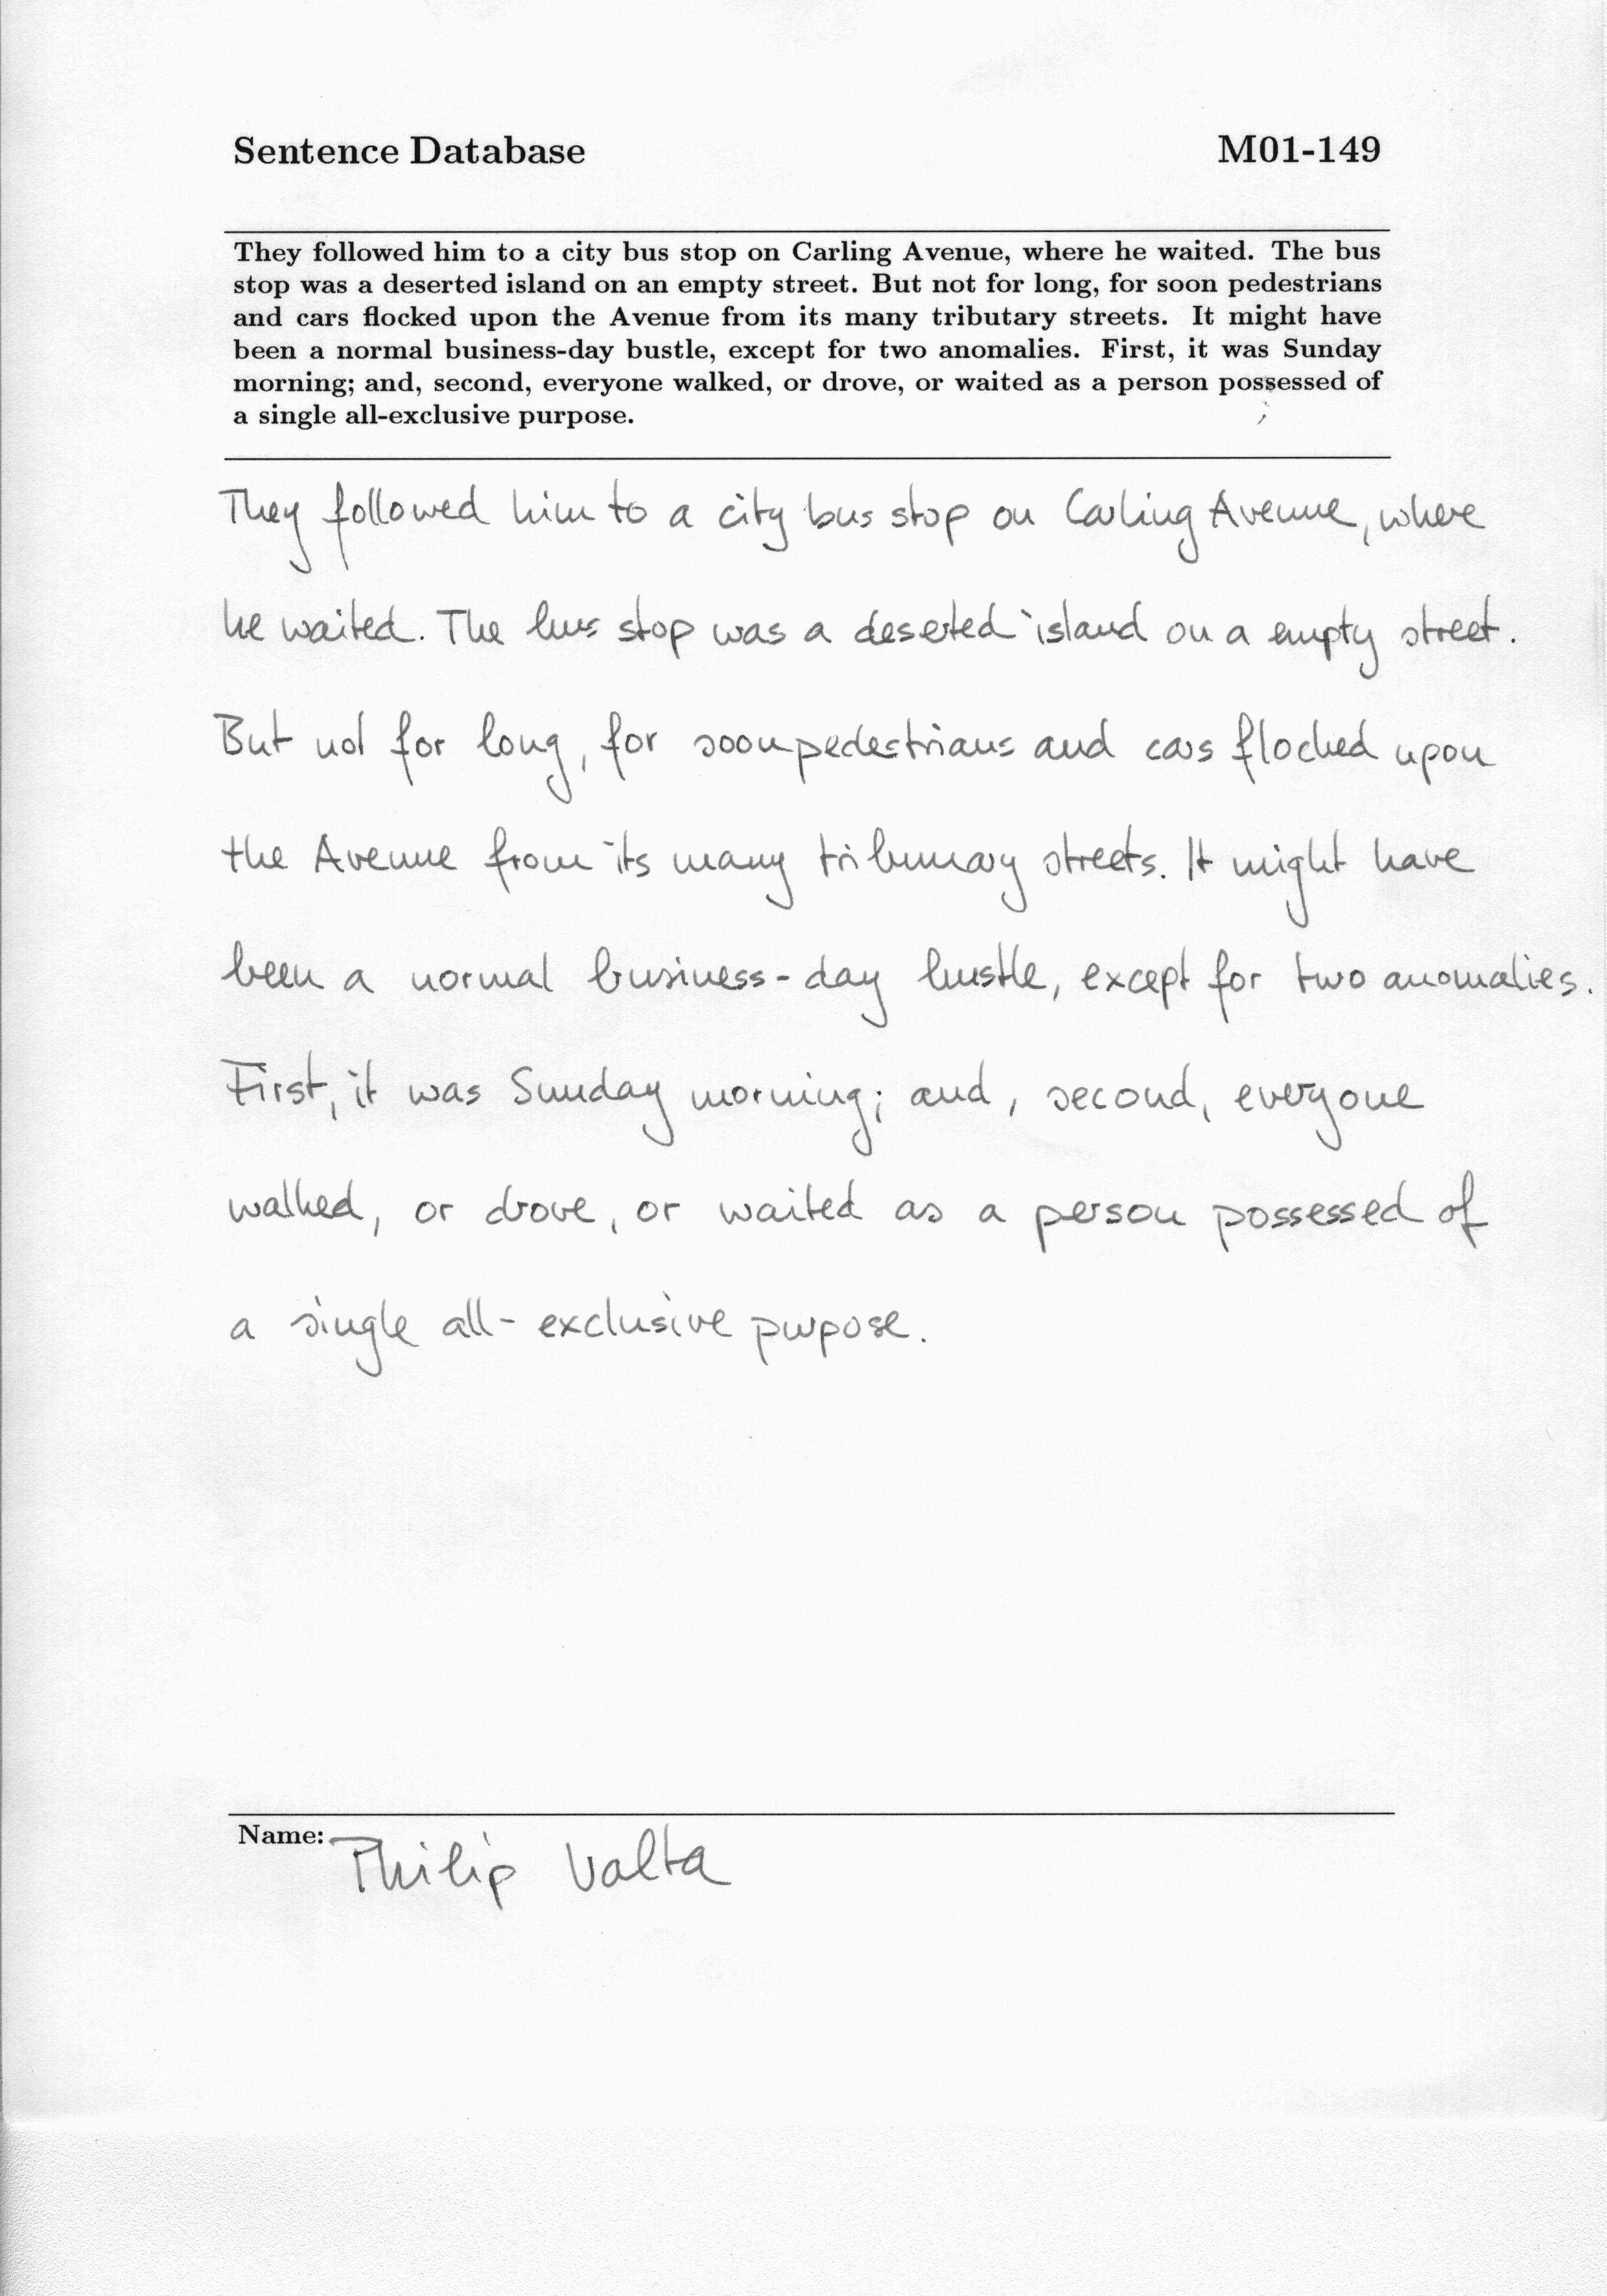 Sentence Database M01-149
They followed him to a city bus stop on Carling Avenue, where he waited. The bus
stop was a deserted island on an empty street. But not for long, for soon pedestrians
and cars flocked upon the Avenue from its many tributary streets. It might have
been a normal business-day bustle, except for two anomalies. First, it was Sunday
morning; and, second, everyone walked, or drove, or waited as a person possessed of
a single all-exclusive purpose.
They followed him to a city bus stop on Carling Avenue, where
he waited. The bus stop was a deserted island on a empty street.
But not for long, for soon pedestrians and cars flocked upon
the Avenue from its many tribunary streets. It might have
been a normal business-day bustle, except for two anomalies.
First, it was Sunday morning; and, second, everyone
walked, or drove, or waited as a person possessed of
a single all-exclusive purpose.
Name: Philip Valta